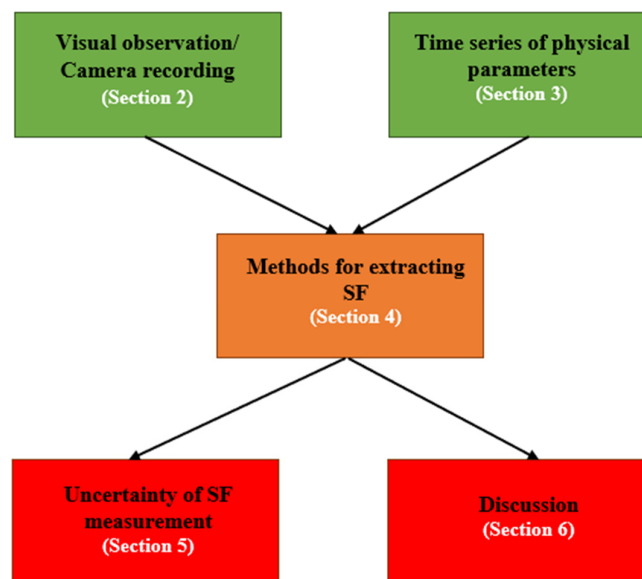 Visual observation/
Camera recording
(Section 2)
Time series of physical
parameters
(Section 3)
Methods for extracting
SF
(Section 4)
Uncertainty of SF
measurement
(Section 5)
Discussion
(Section 6)